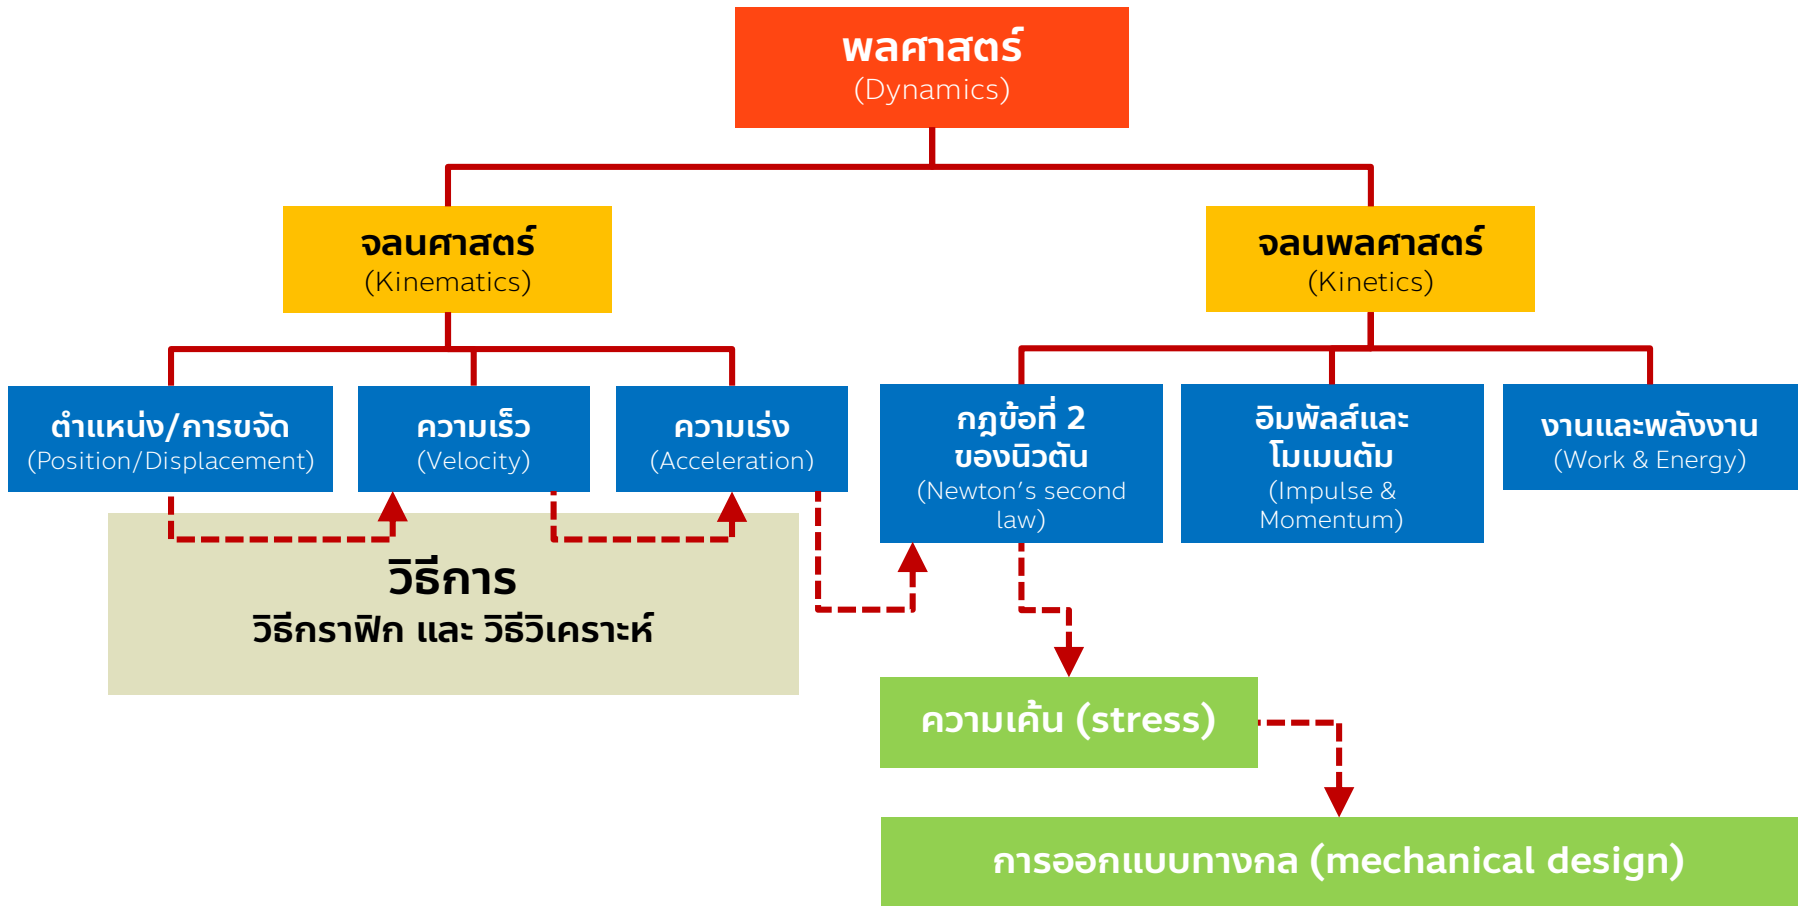 พลศาสตร์
(Dynamics)
จลนศาสตร์
(Kinematics)
จลนพลศาสตร์
(Kinetics)
ตำแหน่ง/การขจัด
(Position/Displacement)
ความเร็ว
(Velocity)
ความเร่ง
(Acceleration)
กฎข้อที่ 2
ของนิวตัน
(Newton’s second
law)
อิมพัลส์และ
โมเมนตัม
(Impulse &
Momentum)
งานและพลังงาน
(Work & Energy)
วิธีการ
วิธีกราฟิก และ วิธีวิเคราะห์
ความเค้น (stress)
การออกแบบทางกล (mechanical design)